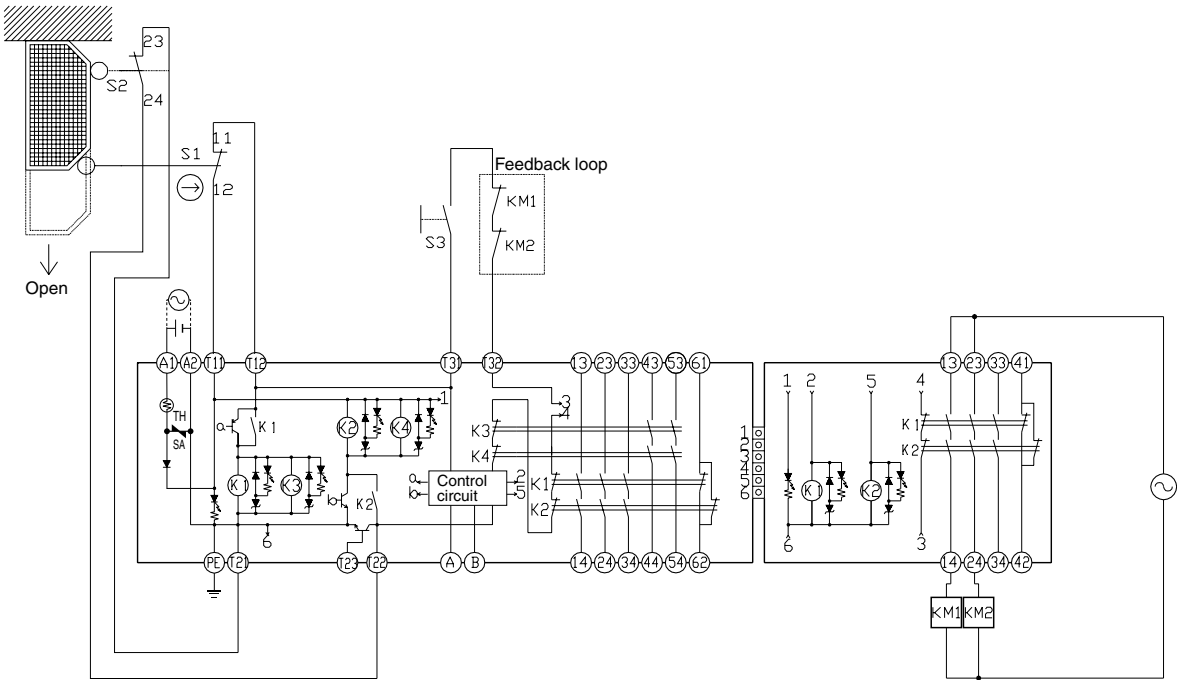 23
S2
24
11
S1
12
Feedback loop
KM1
S3
KM2
Open
A1 A2 T11 T12 T31 T32 13 23 33 43 53 61 13 23 33 41
1 2 5 4
TH
SA
a
K1
1
K2 K4
3
4
K3
K4
1
2
3
4
5
6
K1
K2
K1 K3
b
K2
a
b
Control
circuit
2
5
K1
K2
K1 K2
6
6
3
PE T21 T23 T22 A B 14 24 34 44 54 62 14 24 34 42
KM1 KM2